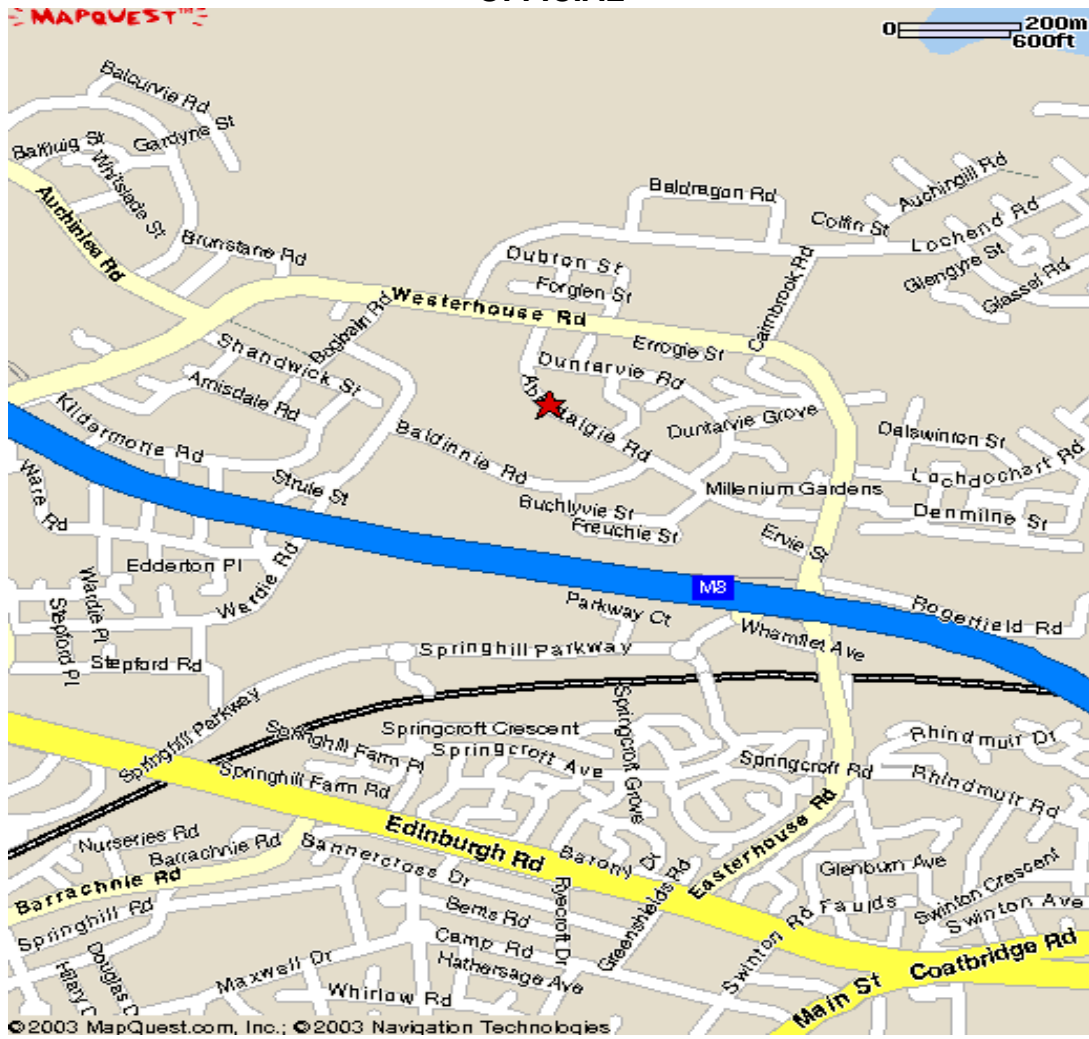 MAPQUEST
0 200m
600ft
Balcurvie Rd
Gardyne St
Balfluig St
Whitslade St
Auchinlea Rd
Brunstane Rd
Baldragon Rd
Auchingill Rd
Colfin St
Lochend Rd
Glengyre St
Glassel Rd
Dubton St
Forglen St
Cairnbrook Rd
Westerhouse Rd
Bogbain Rd
Errogie St
Shandwick St
Duntarvie Rd
Arnisdale Rd
Duntarvie Grove
Kildermorie Rd
Baldinnie Rd
Dalswinton St
Lochdochart Rd
Strule St
Ware Rd
Millenium Gardens
Buchlyvie St
Freuchie St
Denmilne St
Ervie St
Edderton Pl
Wardie Rd
Wardie Pl
Stepford Pl
M8
Parkway Ct
Rogerfield Rd
Whamflet Ave
Stepford Rd
Springhill Parkway
Springhill Parkway
Springcroft Crescent
Springhill Farm Pl
Springcroft Ave
Springcroft Grove
Springcroft Rd
Rhindmuir Dr
Rhindmuir Rd
Springhill Farm Rd
Edinburgh Rd
Nurseries Rd
Barrachnie Rd
Barrachnie Rd
Bannercross Dr
Barony Ct
Easterhouse Rd
Greenshields Rd
Glenburn Ave
Faulds
Swinton Crescent
Swinton Ave
Springhill Rd
Berms Rd
Ryecroft Dr
Camp Rd
Hathersage Ave
Swinton Rd
Douglas D
Maxwell Dr
Whirlow Rd
Main St
Coatbridge Rd
©2003 MapQuest.com, Inc.; ©2003 Navigation Technologies